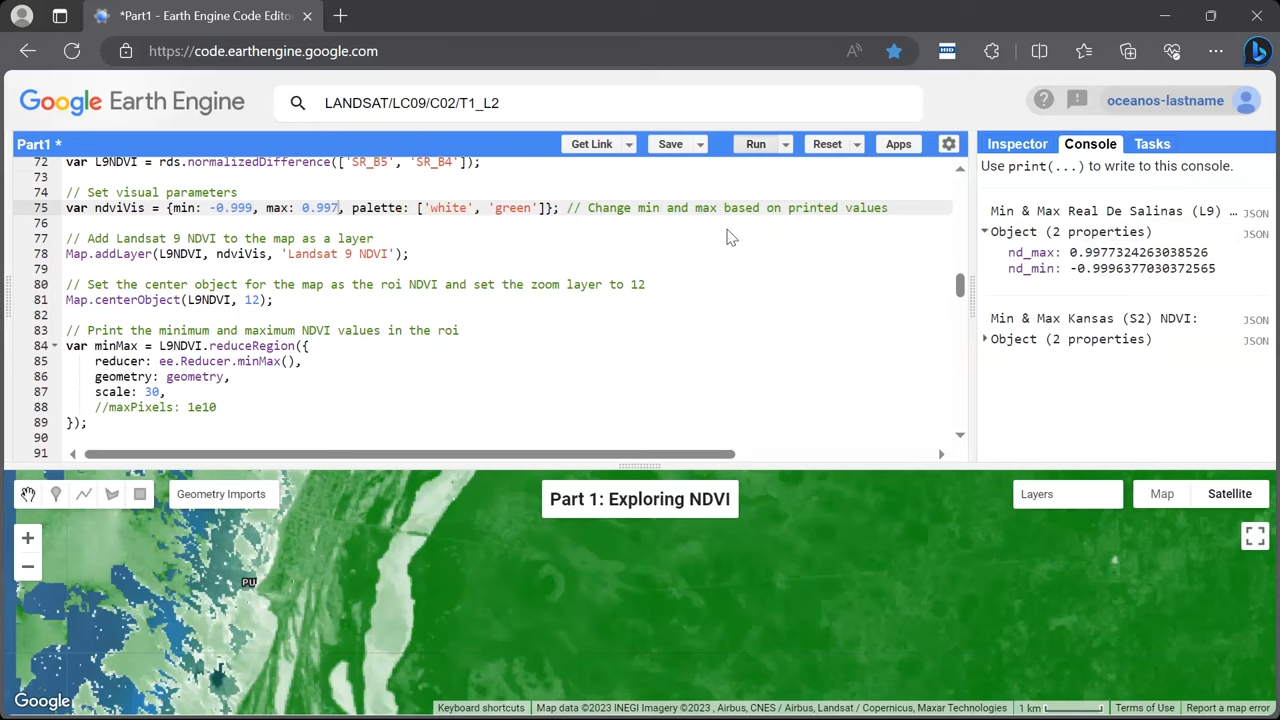 *Part1 - Earth Engine Code Editor
https://code.earthengine.google.com
Google Earth Engine
LANDSAT/LC09/C02/T1_L2
oceanos-lastname
Part1 *
Get Link
Save
Run
Reset
Apps
Inspector
Console
Tasks
72 var L9NDVI = rds.normalizedDifference(['SR_B5', 'SR_B4']);
73
74 // Set visual parameters
75 var ndviVis = {min: -0.999, max: 0.997, palette: ['white', 'green']}; // Change min and max based on printed values
76
77 // Add Landsat 9 NDVI to the map as a layer
78 Map.addLayer(L9NDVI, ndviVis, 'Landsat 9 NDVI');
79
80 // Set the center object for the map as the roi NDVI and set the zoom layer to 12
81 Map.centerObject(L9NDVI, 12);
82
83 // Print the minimum and maximum NDVI values in the roi
84 var minMax = L9NDVI.reduceRegion({
85 reducer: ee.Reducer.minMax(),
86 geometry: geometry,
87 scale: 30,
88 //maxPixels: 1e10
89 });
90
91
Use print(...) to write to this console.
Min & Max Real De Salinas (L9) … JSON
Object (2 properties) JSON
nd_max: 0.9977324263038526
nd_min: -0.9996377030372565
Min & Max Kansas (S2) NDVI: JSON
Object (2 properties) JSON
Geometry Imports
Part 1: Exploring NDVI
Layers
Map
Satellite
PU
Google
Keyboard shortcuts
Map data ©2023 INEGI Imagery ©2023 , Airbus, CNES / Airbus, Landsat / Copernicus, Maxar Technologies
1 km
Terms of Use
Report a map error